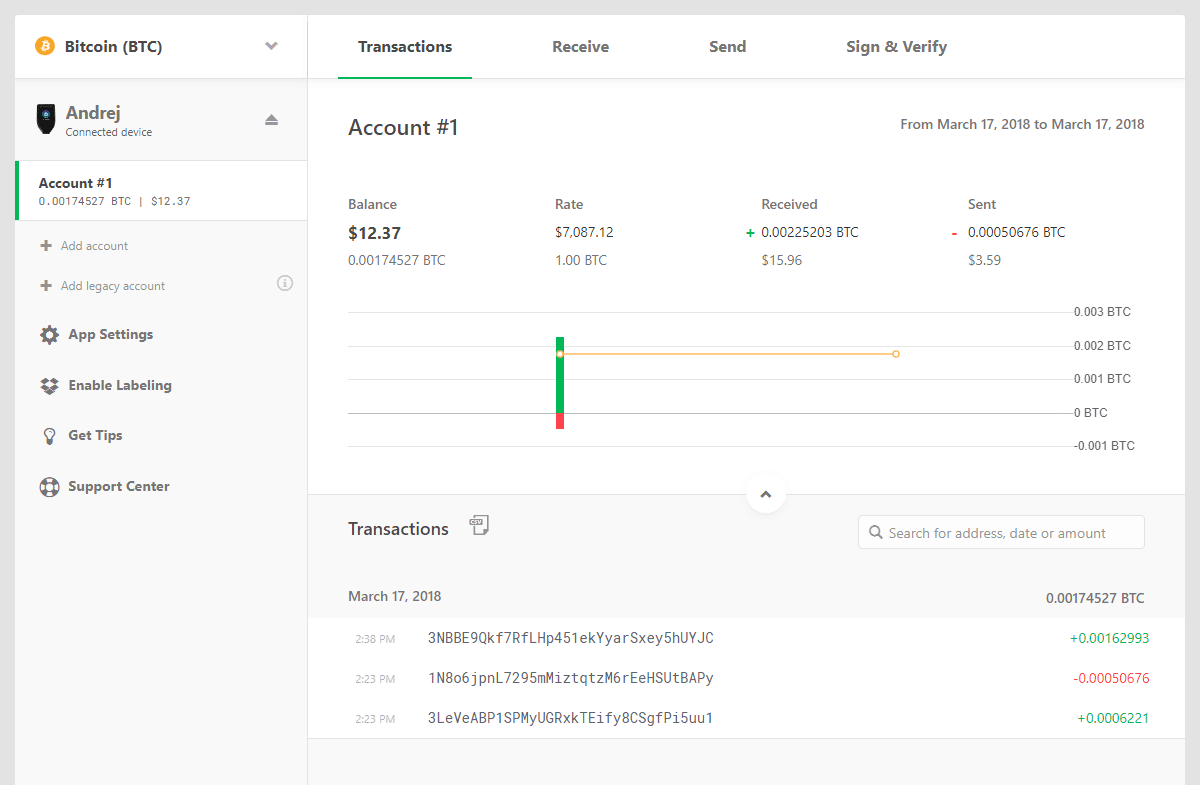 Bitcoin (BTC)
Transactions
Receive
Send
Sign & Verify
Andrej
Connected device
Account #1
0.00174527 BTC | $12.37
Add account
Add legacy account
App Settings
Enable Labeling
Get Tips
Support Center
Account #1
From March 17, 2018 to March 17, 2018
Balance
Rate
Received
Sent
$12.37
$7,087.12
+ 0.00225203 BTC
- 0.00050676 BTC
0.00174527 BTC
1.00 BTC
$15.96
$3.59
0.003 BTC
0.002 BTC
0.001 BTC
0 BTC
-0.001 BTC
Transactions
CSV
Search for address, date or amount
March 17, 2018
0.00174527 BTC
2:38 PM 3NBBE9Qkf7RfLHp451ekYyarSxey5hUYJC +0.00162993
2:23 PM 1N8o6jpnL7295mMiztqtzM6rEeHSUtBAPy -0.00050676
2:23 PM 3LeVeABP1SPMyUGRxkTEify8CSgfPi5uu1 +0.0006221